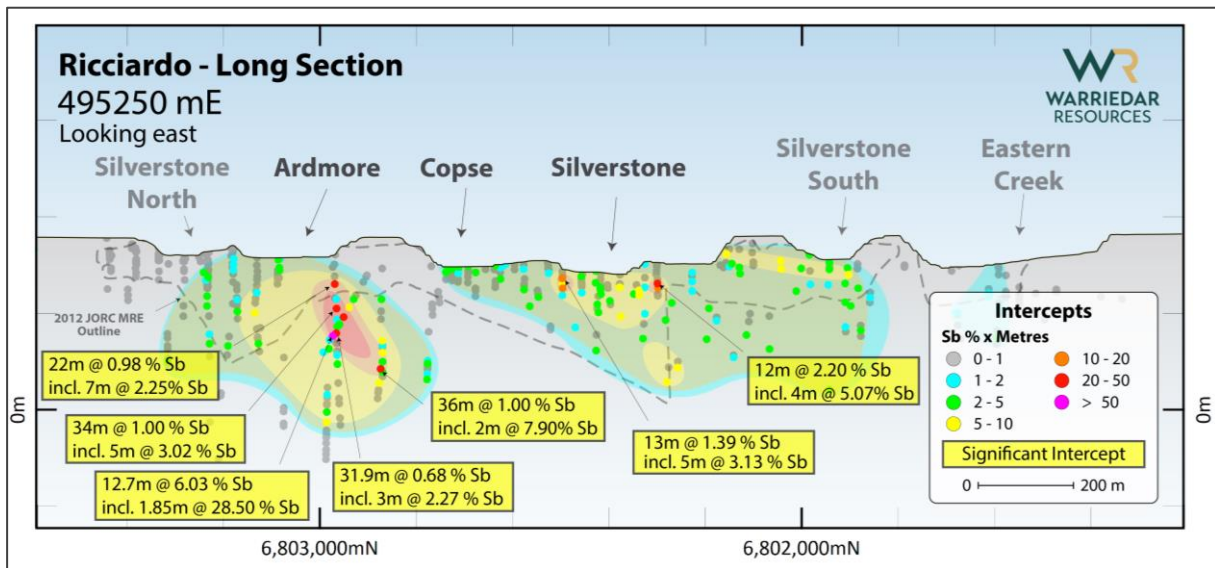 Ricciardo - Long Section
495250 mE
Looking east
WR
WARRIEDAR
RESOURCES
Silverstone
North
Ardmore
Copse
Silverstone
Silverstone
South
Eastern
Creek
2012 JORC MRE
Outline
22m @ 0.98 % Sb
incl. 7m @ 2.25% Sb
34m @ 1.00 % Sb
incl. 5m @ 3.02 % Sb
12.7m @ 6.03 % Sb
incl. 1.85m @ 28.50 % Sb
31.9m @ 0.68 % Sb
incl. 3m @ 2.27 % Sb
36m @ 1.00 % Sb
incl. 2m @ 7.90% Sb
13m @ 1.39 % Sb
incl. 5m @ 3.13 % Sb
12m @ 2.20 % Sb
incl. 4m @ 5.07% Sb
Intercepts
Sb % x Metres
0 - 1
1 - 2
2 - 5
5 - 10
10 - 20
20 - 50
> 50
Significant Intercept
0 200 m
0m
0m
6,803,000mN
6,802,000mN